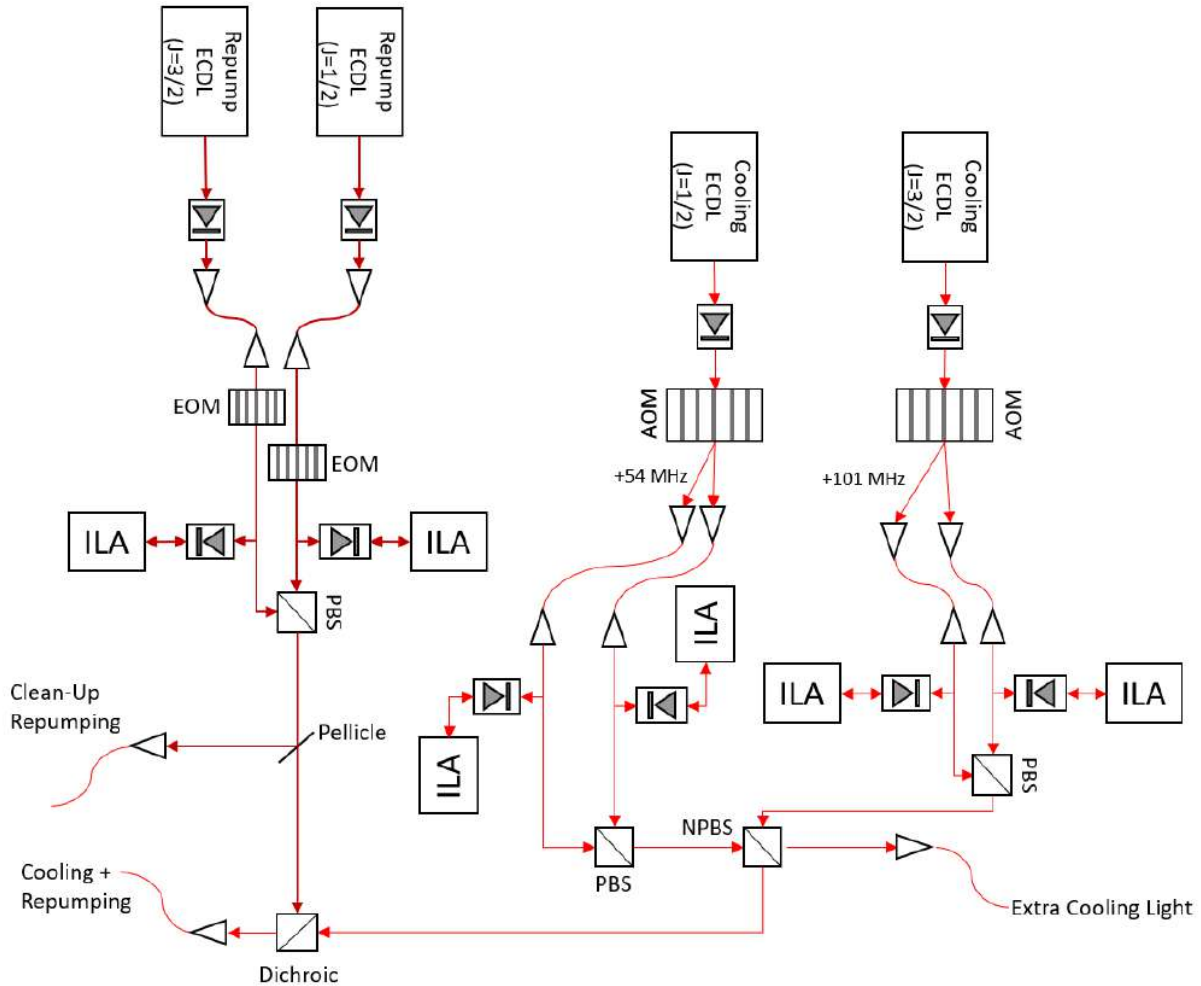 Repump
ECDL
(J=3/2)
Repump
ECDL
(J=1/2)
Cooling
ECDL
(J=1/2)
Cooling
ECDL
(J=3/2)
EOM
EOM
AOM
AOM
+54 MHz
+101 MHz
ILA
ILA
PBS
ILA
ILA
ILA
ILA
Clean-Up
Repumping
Pellicle
PBS
NPBS
PBS
Cooling +
Repumping
Extra Cooling Light
Dichroic